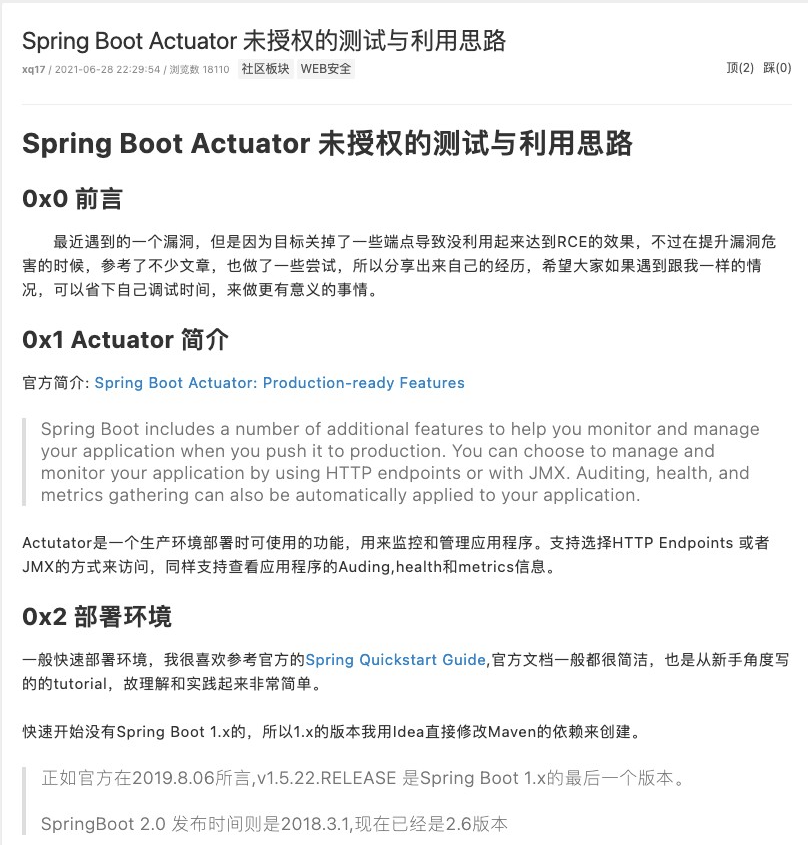 Spring Boot Actuator 未授权的测试与利用思路
xq17 / 2021-06-28 22:29:54 / 浏览数 18110 社区板块 WEB安全 顶(2) 踩(0)
Spring Boot Actuator 未授权的测试与利用思路
0x0 前言
最近遇到的一个漏洞，但是因为目标关掉了一些端点导致没利用起来达到RCE的效果，不过在提升漏洞危
害的时候，参考了不少文章，也做了一些尝试，所以分享出来自己的经历，希望大家如果遇到跟我一样的情
况，可以省下自己调试时间，来做更有意义的事情。
0x1 Actuator 简介
官方简介: Spring Boot Actuator: Production-ready Features
Spring Boot includes a number of additional features to help you monitor and manage
your application when you push it to production. You can choose to manage and
monitor your application by using HTTP endpoints or with JMX. Auditing, health, and
metrics gathering can also be automatically applied to your application.
Actutator是一个生产环境部署时可使用的功能，用来监控和管理应用程序。支持选择HTTP Endpoints 或者
JMX的方式来访问，同样支持查看应用程序的Auding,health和metrics信息。
0x2 部署环境
一般快速部署环境，我很喜欢参考官方的Spring Quickstart Guide,官方文档一般都很简洁，也是从新手角度写
的的tutorial，故理解和实践起来非常简单。
快速开始没有Spring Boot 1.x的，所以1.x的版本我用Idea直接修改Maven的依赖来创建。
正如官方在2019.8.06所言,v1.5.22.RELEASE 是Spring Boot 1.x的最后一个版本。
SpringBoot 2.0 发布时间则是2018.3.1,现在已经是2.6版本